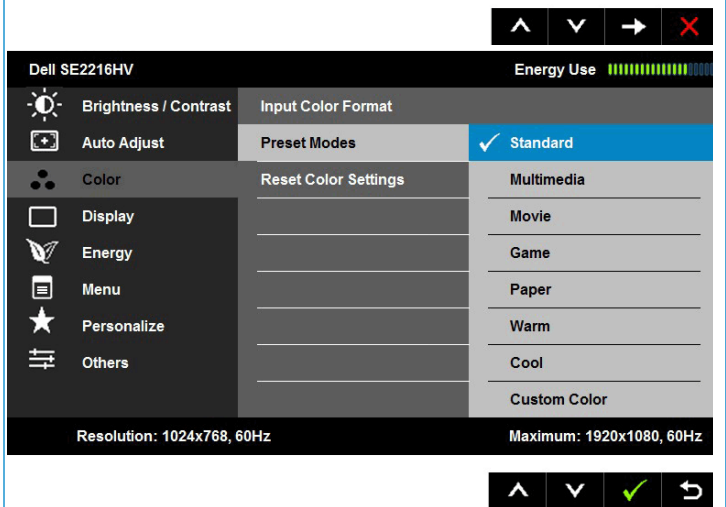 Dell SE2216HV Energy Use
Brightness / Contrast Input Color Format
Auto Adjust Preset Modes Standard
Color Reset Color Settings Multimedia
Display Movie
Energy Game
Menu Paper
Personalize Warm
Others Cool
Custom Color
Resolution: 1024x768, 60Hz Maximum: 1920x1080, 60Hz